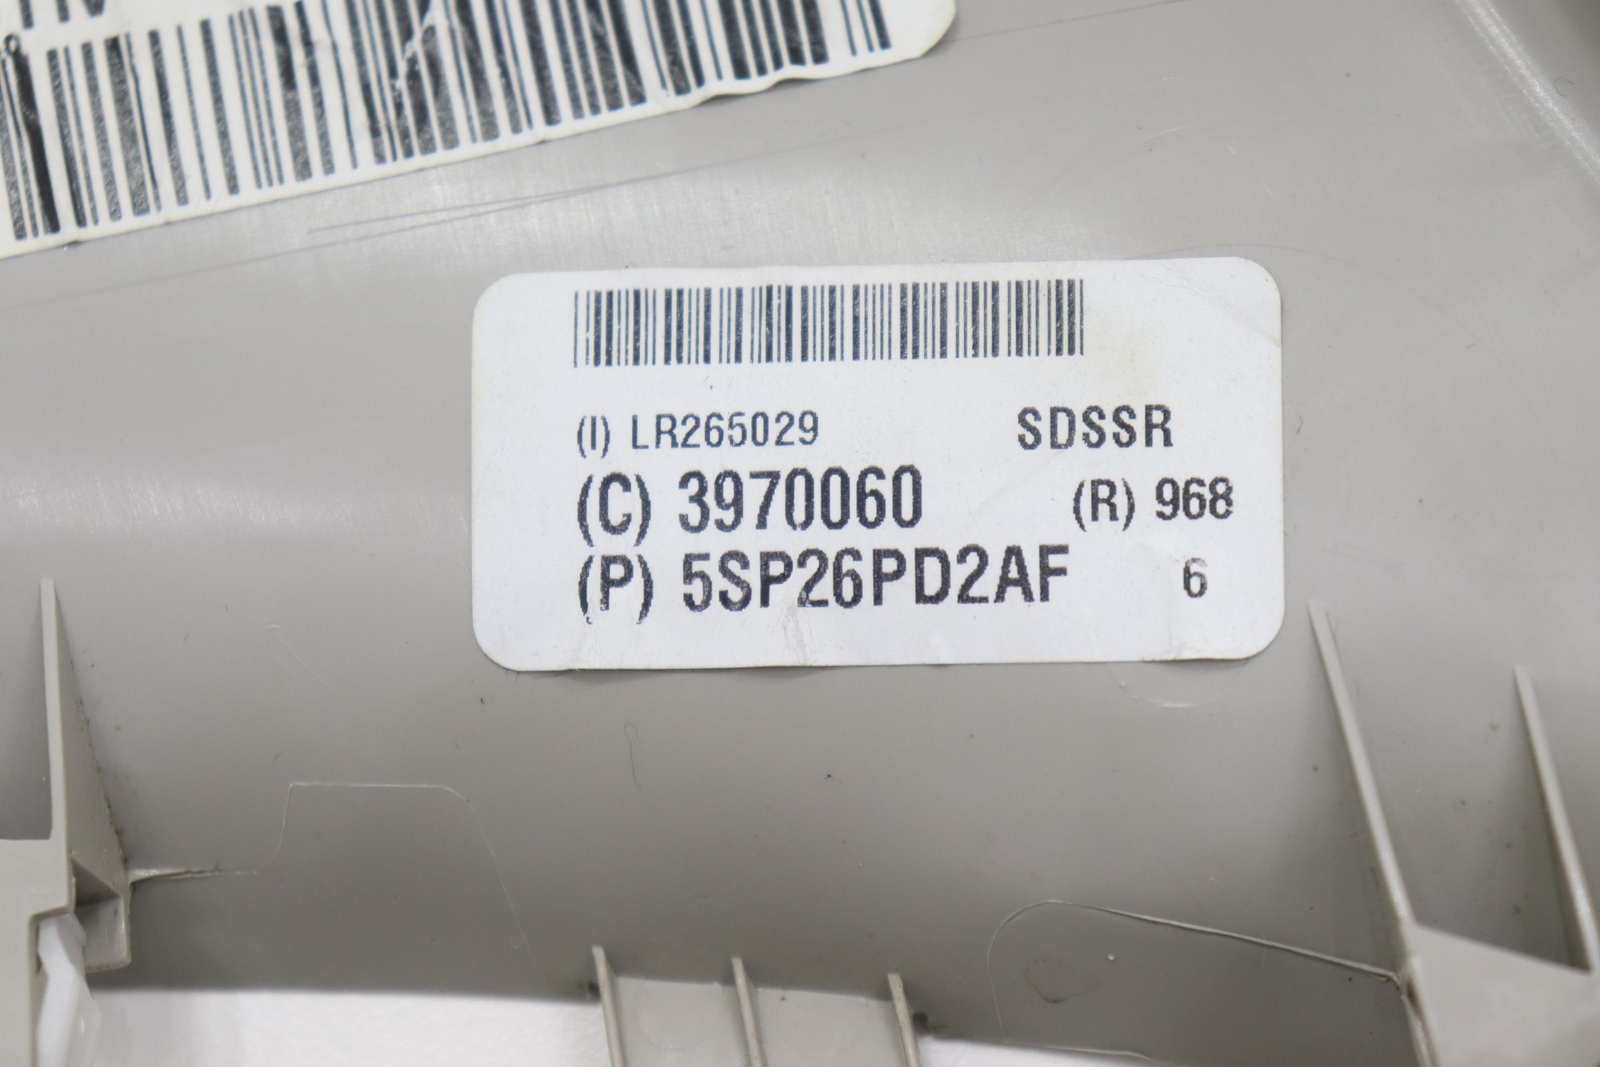 (I) LR265029 SDSSR
(C) 3970060 (R) 968
(P) 5SP26PD2AF 6